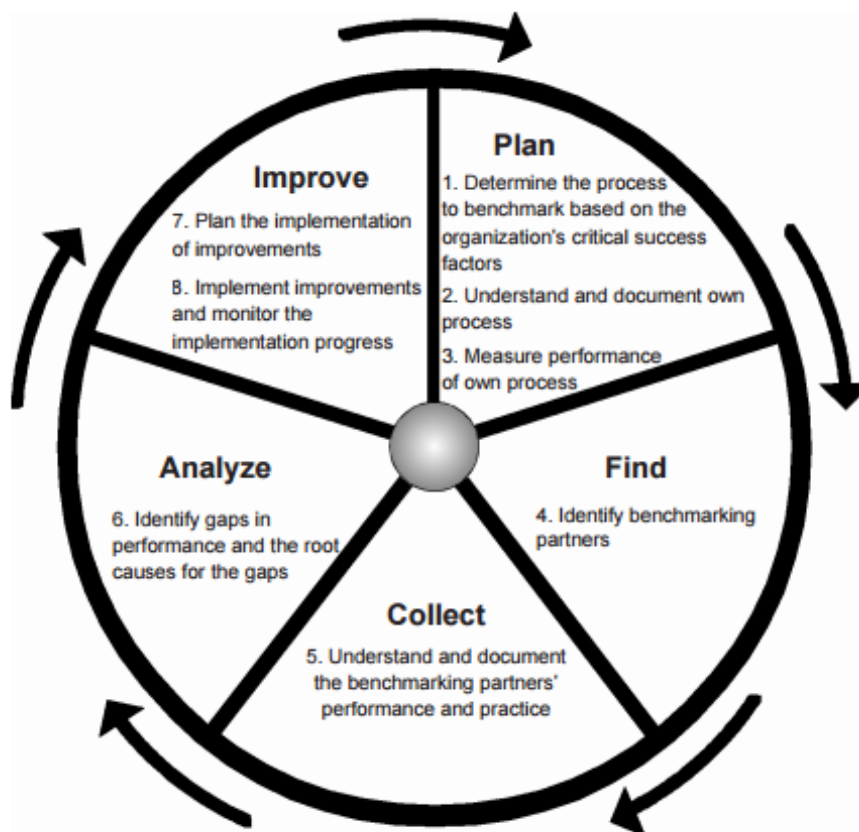 Plan
1. Determine the process
to benchmark based on the
organization's critical success
factors
2. Understand and document own
process
3. Measure performance
of own process
Find
4. Identify benchmarking
partners
Collect
5. Understand and document
the benchmarking partners'
performance and practice
Analyze
6. Identify gaps in
performance and the root
causes for the gaps
Improve
7. Plan the implementation
of improvements
8. Implement improvements
and monitor the
implementation progress